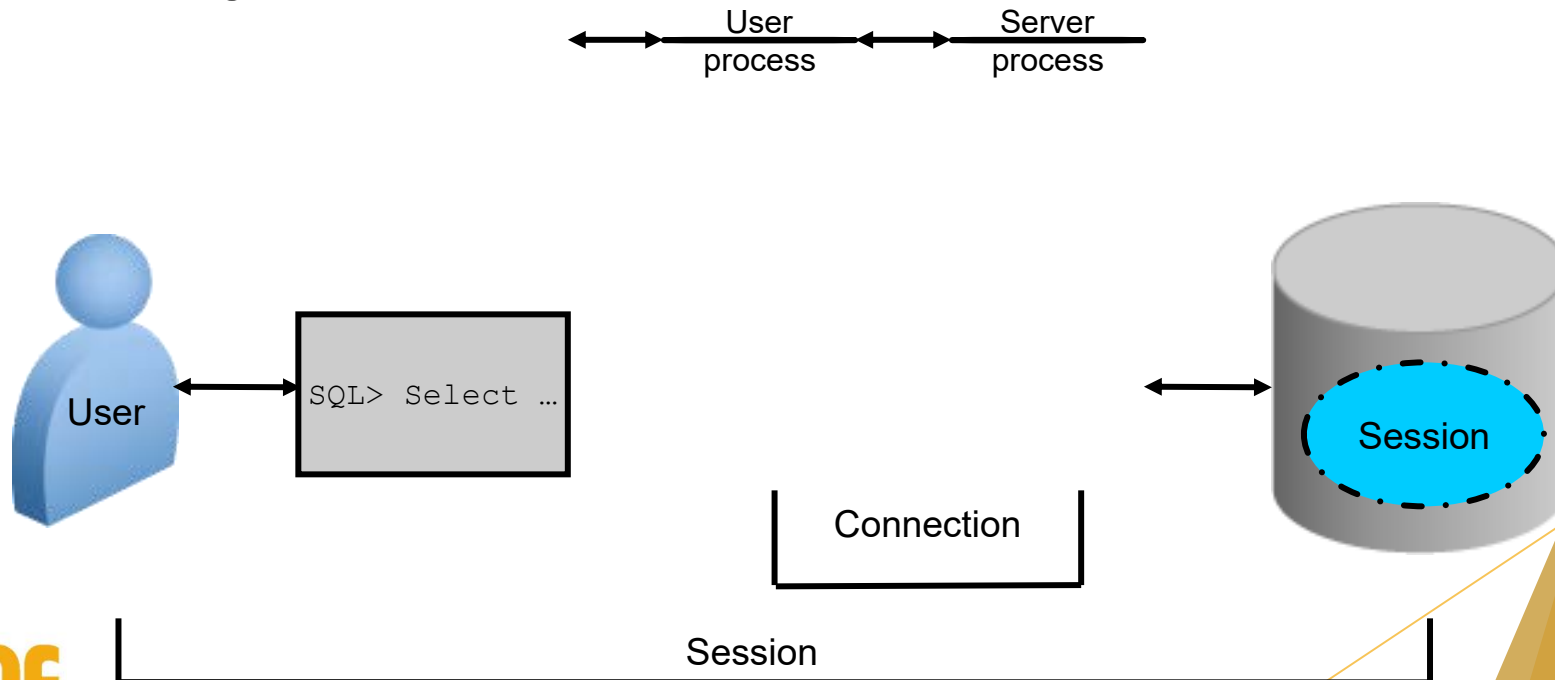 User
process
Server
process
User
SQL> Select …
Session
Connection
Session